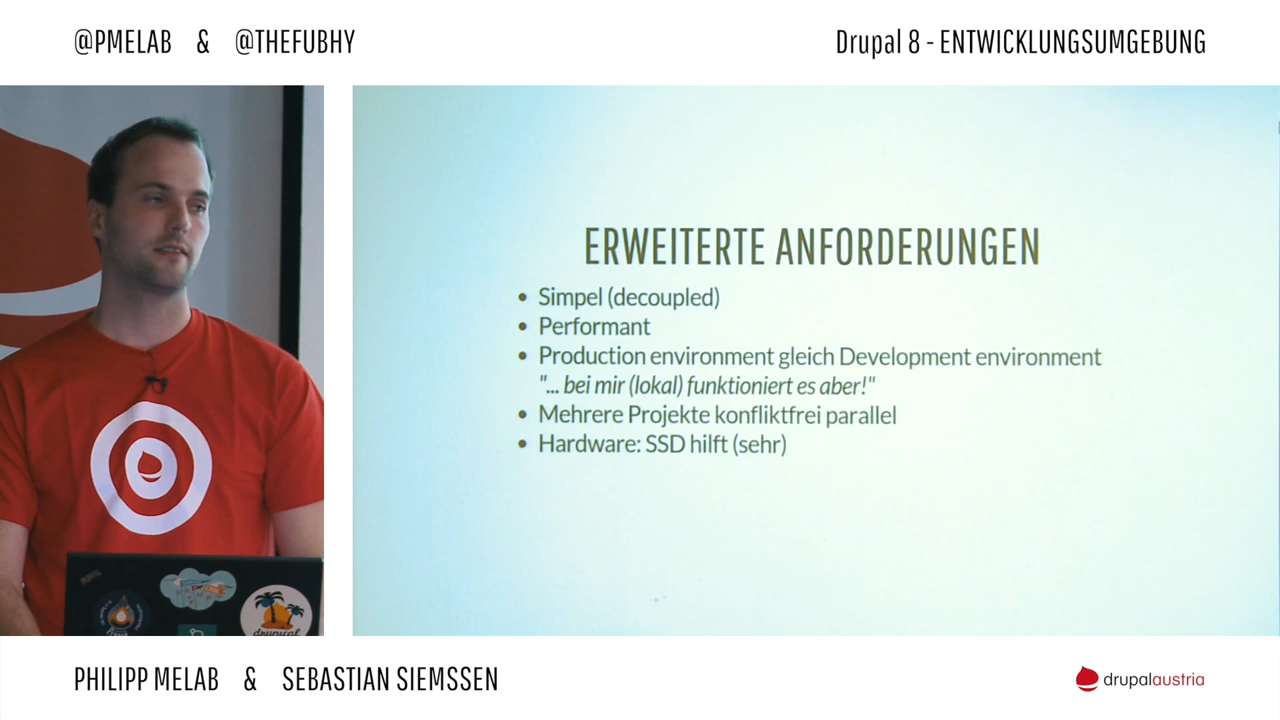 @PMELAB & @THEFUBHY
Drupal 8 - ENTWICKLUNGSUMGEBUNG
ERWEITERTE ANFORDERUNGEN
• Simpel (decoupled)
• Performant
• Production environment gleich Development environment
"... bei mir (lokal) funktioniert es aber!"
• Mehrere Projekte konfliktfrei parallel
• Hardware: SSD hilft (sehr)
drupical
PHILIPP MELAB & SEBASTIAN SIEMSSEN
drupalaustria